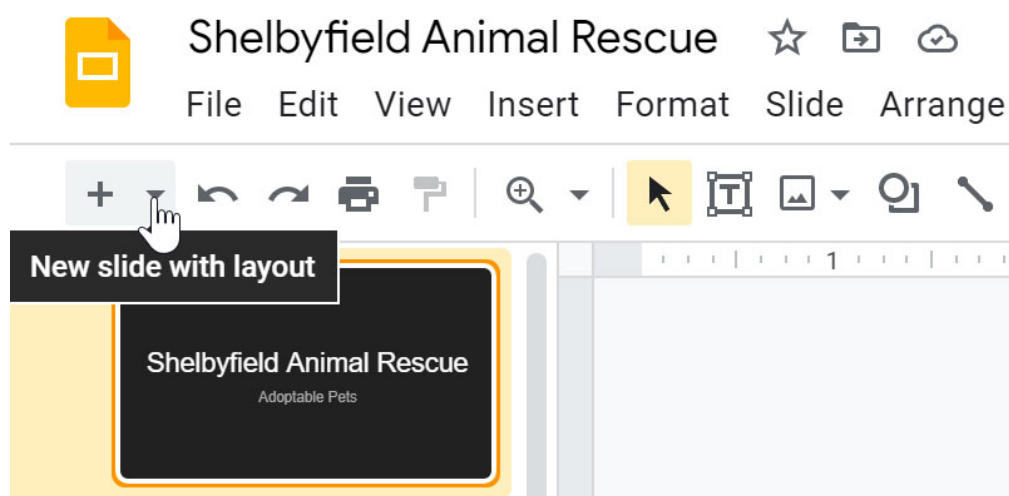 Shelbyfield Animal Rescue
File Edit View Insert Format Slide Arrange
T
New slide with layout
1
Shelbyfield Animal Rescue
Adoptable Pets